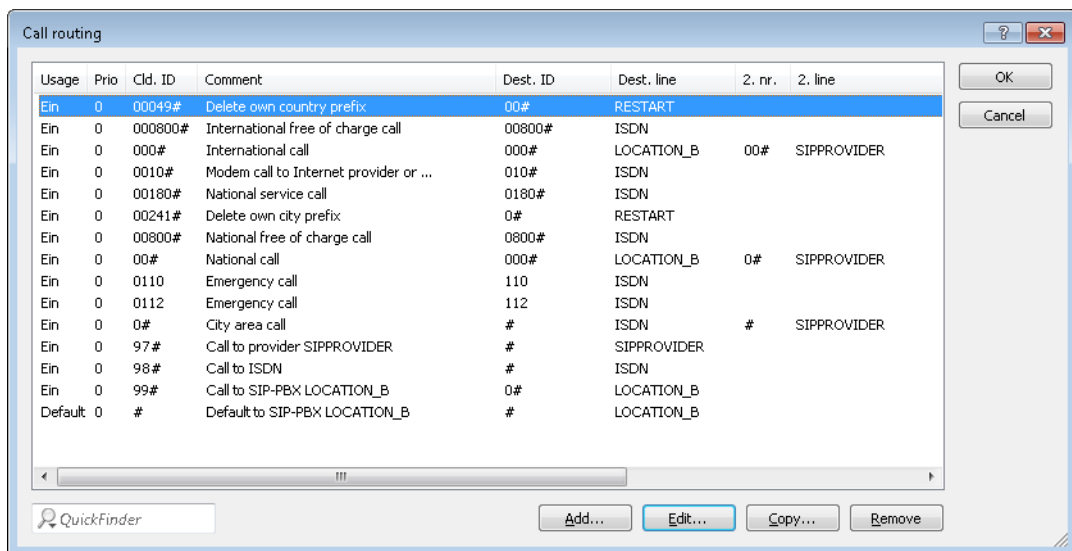 Call routing
Usage Prio Cld. ID Comment Dest. ID Dest. line 2. nr. 2. line
Ein 0 00049# Delete own country prefix 00# RESTART
Ein 0 000800# International free of charge call 00800# ISDN
Ein 0 000# International call 000# LOCATION_B 00# SIPPROVIDER
Ein 0 0010# Modem call to Internet provider or ... 010# ISDN
Ein 0 00180# National service call 0180# ISDN
Ein 0 00241# Delete own city prefix 0# RESTART
Ein 0 00800# National free of charge call 0800# ISDN
Ein 0 00# National call 000# LOCATION_B 0# SIPPROVIDER
Ein 0 0110 Emergency call 110 ISDN
Ein 0 0112 Emergency call 112 ISDN
Ein 0 0# City area call # ISDN # SIPPROVIDER
Ein 0 97# Call to provider SIPPROVIDER # SIPPROVIDER
Ein 0 98# Call to ISDN # ISDN
Ein 0 99# Call to SIP-PBX LOCATION_B 0# LOCATION_B
Default 0 # Default to SIP-PBX LOCATION_B # LOCATION_B
OK
Cancel
QuickFinder
Add... Edit... Copy... Remove